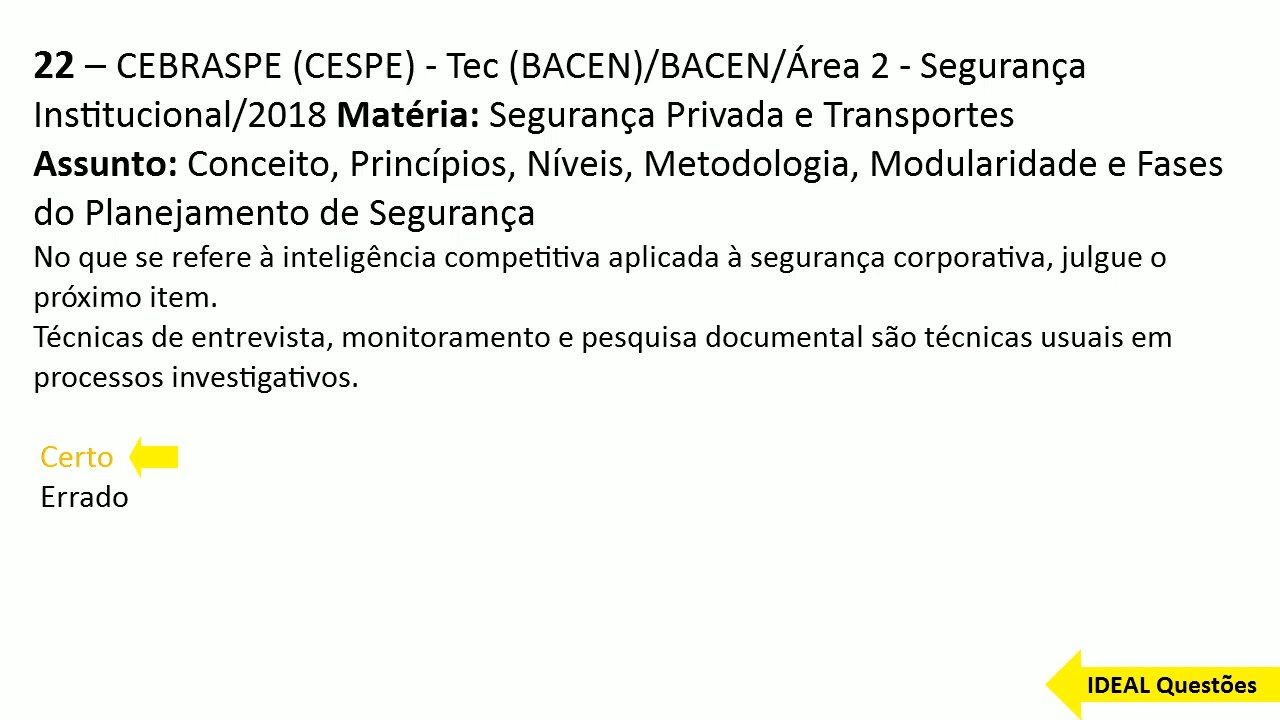 22 – CEBRASPE (CESPE) - Tec (BACEN)/BACEN/Área 2 - Segurança
Institucional/2018 Matéria: Segurança Privada e Transportes
Assunto: Conceito, Princípios, Níveis, Metodologia, Modularidade e Fases
do Planejamento de Segurança
No que se refere à inteligência competitiva aplicada à segurança corporativa, julgue o
próximo item.
Técnicas de entrevista, monitoramento e pesquisa documental são técnicas usuais em
processos investigativos.
Certo
Errado
IDEAL Questões